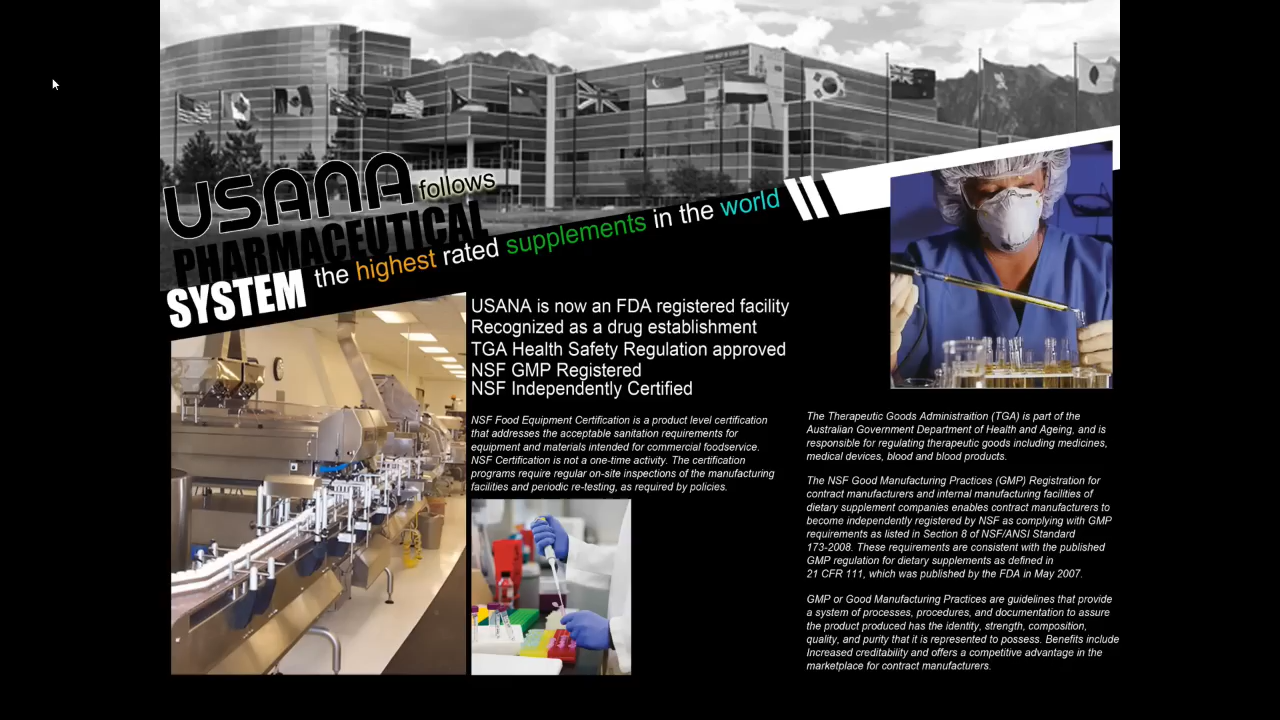 USANA follows
PHARMACEUTICAL
SYSTEM the highest rated supplements in the world
USANA is now an FDA registered facility
Recognized as a drug establishment
TGA Health Safety Regulation approved
NSF GMP Registered
NSF Independently Certified
NSF Food Equipment Certification is a product level certification
that addresses the acceptable sanitation requirements for
equipment and materials intended for commercial foodservice.
NSF Certification is not a one-time activity. The certification
programs require regular on-site inspections of the manufacturing
facilities and periodic re-testing, as required by policies.
The Therapeutic Goods Administraition (TGA) is part of the
Australian Government Department of Health and Ageing, and is
responsible for regulating therapeutic goods including medicines,
medical devices, blood and blood products.
The NSF Good Manufacturing Practices (GMP) Registration for
contract manufacturers and internal manufacturing facilities of
dietary supplement companies enables contract manufacturers to
become independently registered by NSF as complying with GMP
requirements as listed in Section 8 of NSF/ANSI Standard
173-2008. These requirements are consistent with the published
GMP regulation for dietary supplements as defined in
21 CFR 111, which was published by the FDA in May 2007.
GMP or Good Manufacturing Practices are guidelines that provide
a system of processes, procedures, and documentation to assure
the product produced has the identity, strength, composition,
quality, and purity that it is represented to possess. Benefits include
Increased creditability and offers a competitive advantage in the
marketplace for contract manufacturers.